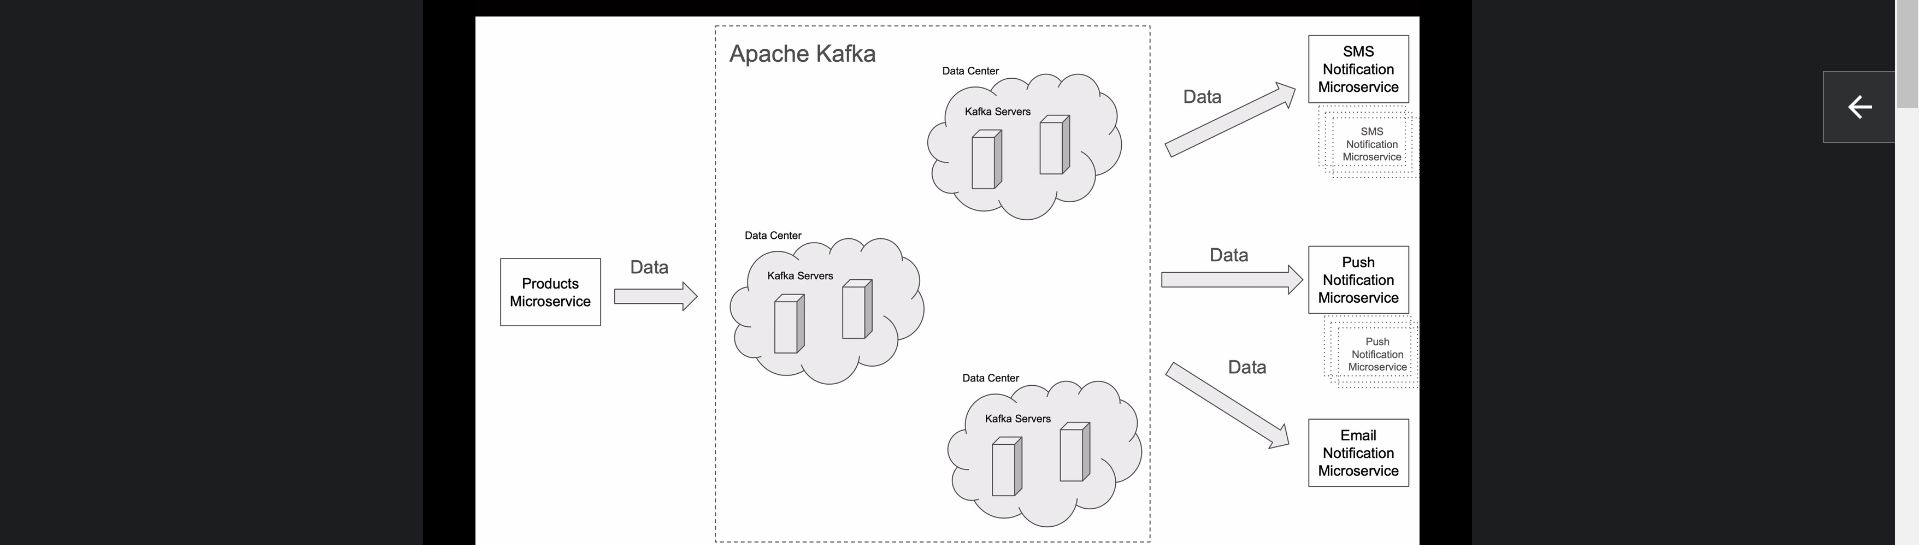 Apache Kafka
Data Center
Kafka Servers
Data Center
Kafka Servers
Data Center
Kafka Servers
Products
Microservice
Data
Data
SMS
Notification
Microservice
SMS
Notification
Microservice
Data
Push
Notification
Microservice
Push
Notification
Microservice
Data
Email
Notification
Microservice